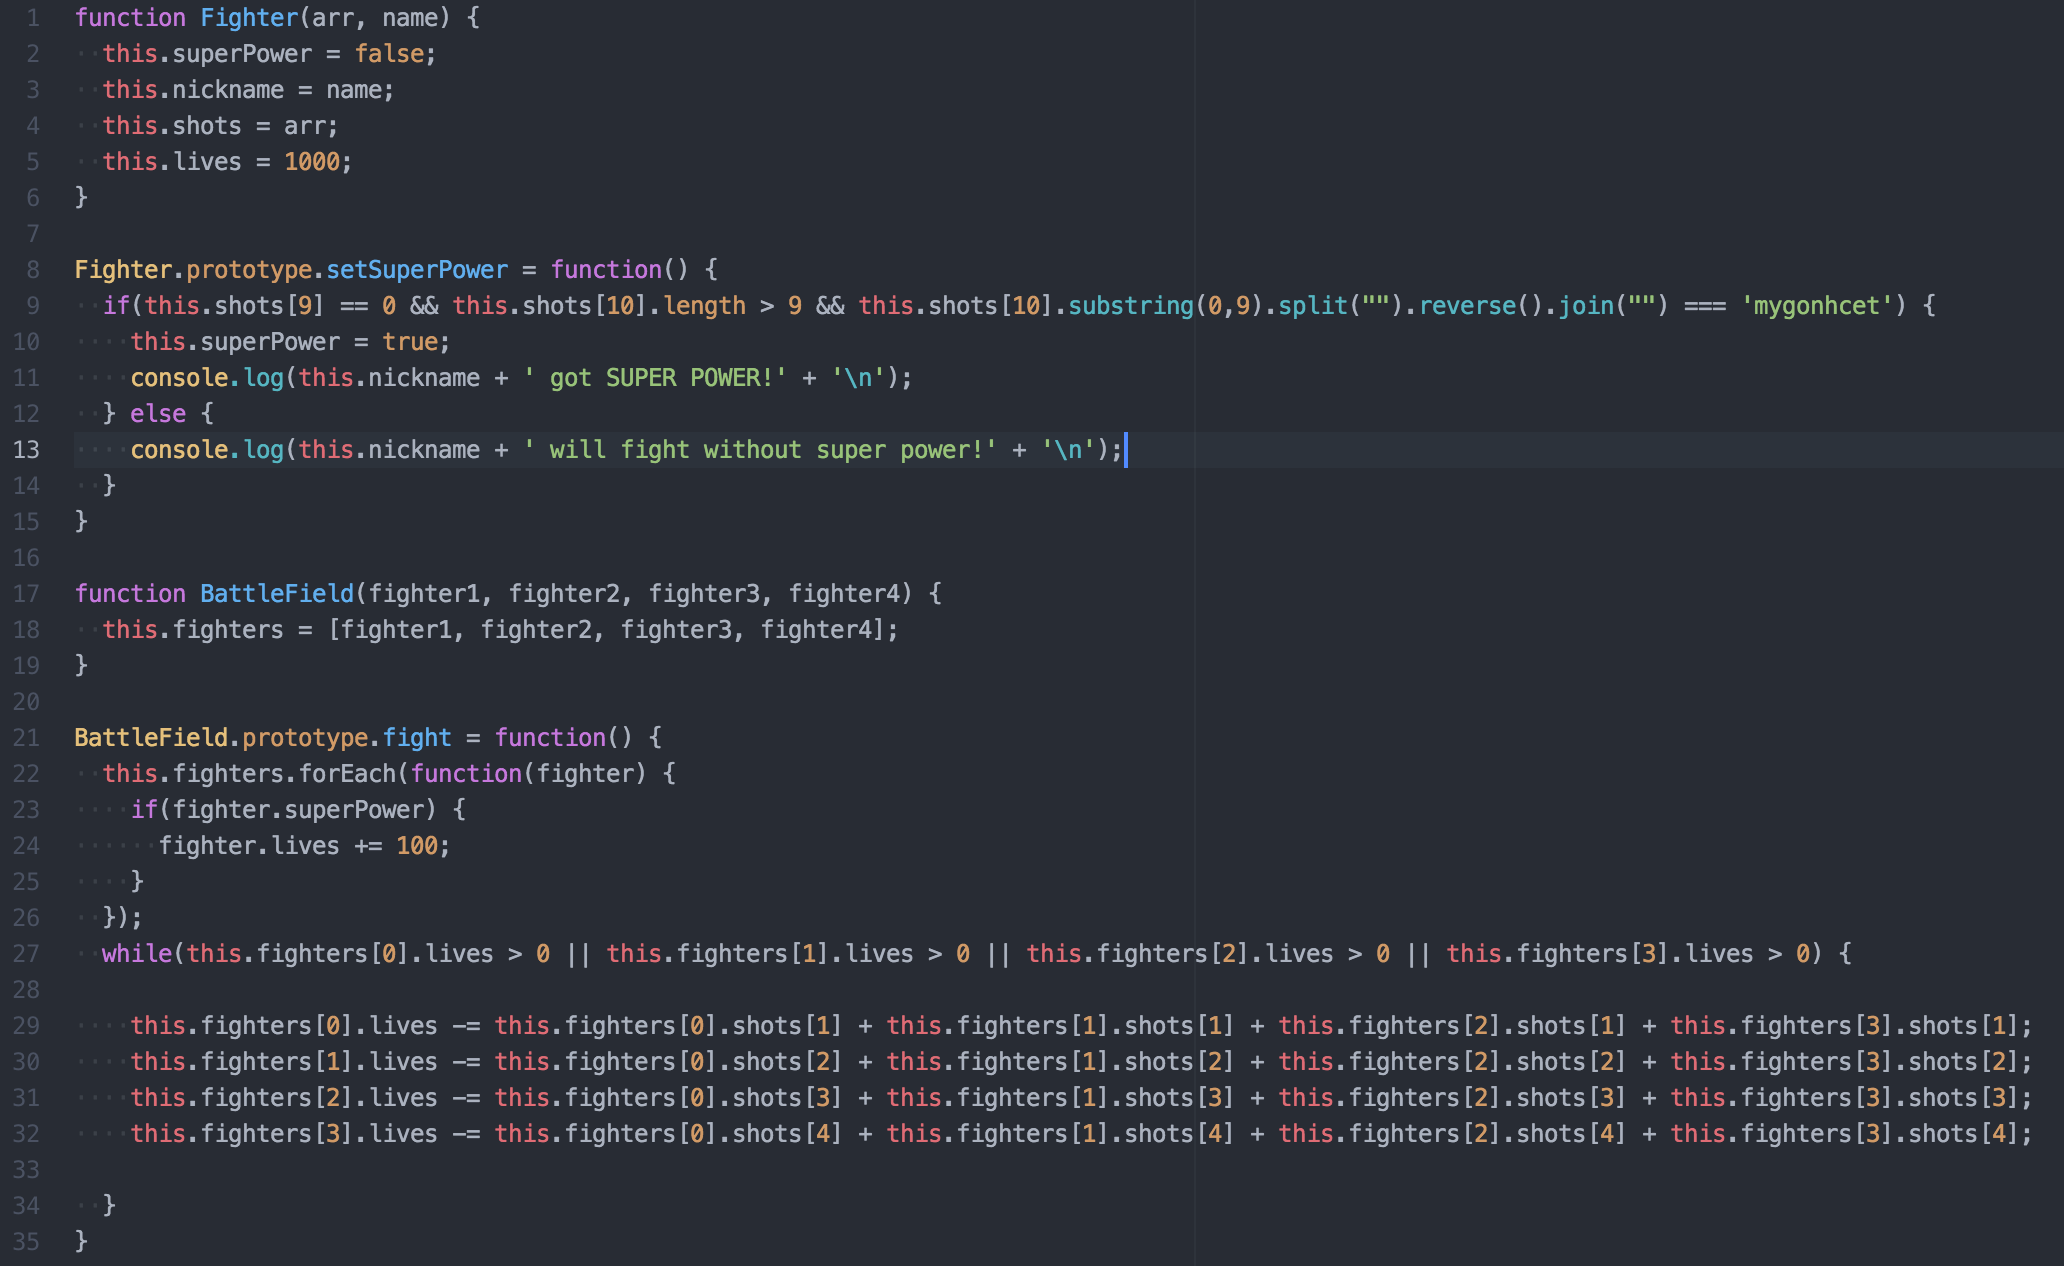 1 function Fighter(arr, name) {
2 ··this.superPower = false;
3 ··this.nickname = name;
4 ··this.shots = arr;
5 ··this.lives = 1000;
6 }
7
8 Fighter.prototype.setSuperPower = function() {
9 ··if(this.shots[9] == 0 && this.shots[10].length > 9 && this.shots[10].substring(0,9).split("").reverse().join("") === 'mygonhcet') {
10 ····this.superPower = true;
11 ····console.log(this.nickname + ' got SUPER POWER!' + '\n');
12 ··} else {
13 ····console.log(this.nickname + ' will fight without super power!' + '\n');
14 ··}
15 }
16
17 function BattleField(fighter1, fighter2, fighter3, fighter4) {
18 ··this.fighters = [fighter1, fighter2, fighter3, fighter4];
19 }
20
21 BattleField.prototype.fight = function() {
22 ··this.fighters.forEach(function(fighter) {
23 ····if(fighter.superPower) {
24 ······fighter.lives += 100;
25 ····}
26 ··});
27 ··while(this.fighters[0].lives > 0 || this.fighters[1].lives > 0 || this.fighters[2].lives > 0 || this.fighters[3].lives > 0) {
28
29 ····this.fighters[0].lives -= this.fighters[0].shots[1] + this.fighters[1].shots[1] + this.fighters[2].shots[1] + this.fighters[3].shots[1];
30 ····this.fighters[1].lives -= this.fighters[0].shots[2] + this.fighters[1].shots[2] + this.fighters[2].shots[2] + this.fighters[3].shots[2];
31 ····this.fighters[2].lives -= this.fighters[0].shots[3] + this.fighters[1].shots[3] + this.fighters[2].shots[3] + this.fighters[3].shots[3];
32 ····this.fighters[3].lives -= this.fighters[0].shots[4] + this.fighters[1].shots[4] + this.fighters[2].shots[4] + this.fighters[3].shots[4];
33
34 ··}
35 }